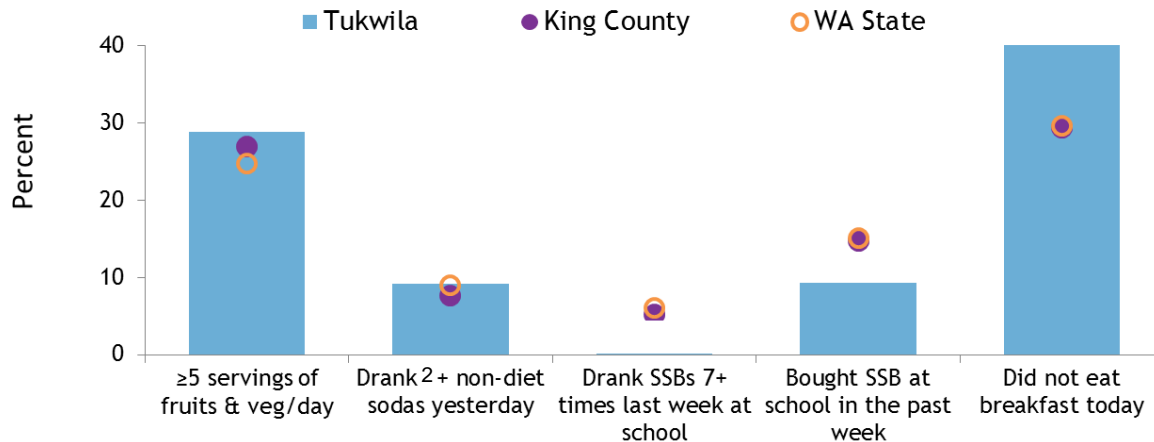 Tukwila King County WA State
Percent
40
30
20
10
0
≥5 servings of
fruits & veg/day
Drank 2+ non-diet
sodas yesterday
Drank SSBs 7+
times last week at
school
Bought SSB at
school in the past
week
Did not eat
breakfast today